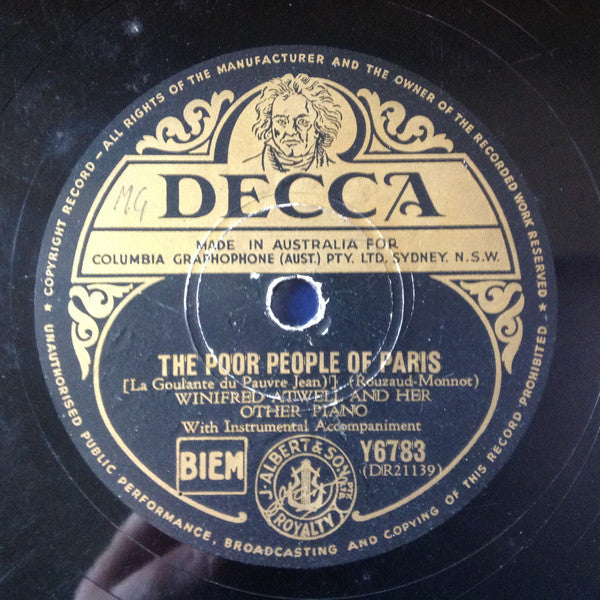 COPYRIGHT RECORD — ALL RIGHTS OF THE MANUFACTURER AND THE OWNER OF THE RECORDED WORK RESERVED
MG
DECCA
MADE IN AUSTRALIA FOR
COLUMBIA GRAPHOPHONE (AUST.) PTY. LTD. SYDNEY. N.S.W.
THE POOR PEOPLE OF PARIS
[La Goulante du Pauvre Jean)] (Rouzaud-Monnot)
WINIFRED ATWELL AND HER
OTHER PIANO
With Instrumental Accompaniment
BIEM
J. ALBERT & SON PTY. LTD.
ROYALTY
Y6783
(DR21139)
UNAUTHORISED PUBLIC PERFORMANCE, BROADCASTING AND COPYING OF THIS RECORD PROHIBITED.